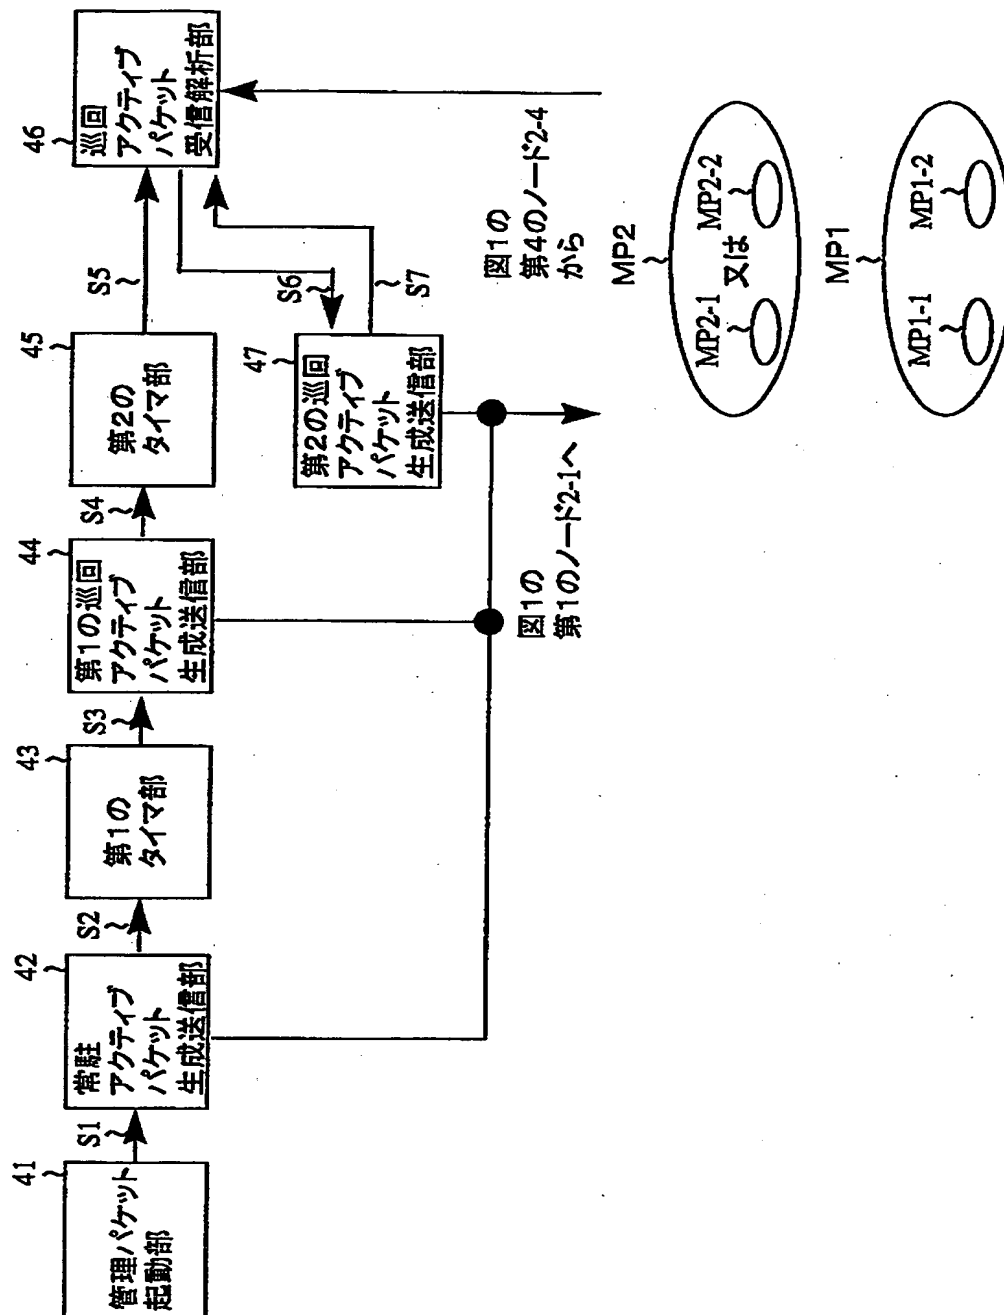 41
管理パケット
起動部
S1
42
常駐
アクティブ
パケット
生成送信部
S2
43
第1の
タイマ部
S3
44
第1の巡回
アクティブ
パケット
生成送信部
S4
45
第2の
タイマ部
S5
46
巡回
アクティブ
パケット
受信解析部
S6
S7
47
第2の巡回
アクティブ
パケット
生成送信部
図1の
第1のノード2-1へ
図1の
第4のノード2-4
から
MP2
MP2-1
又は
MP2-2
MP1
MP1-1
MP1-2